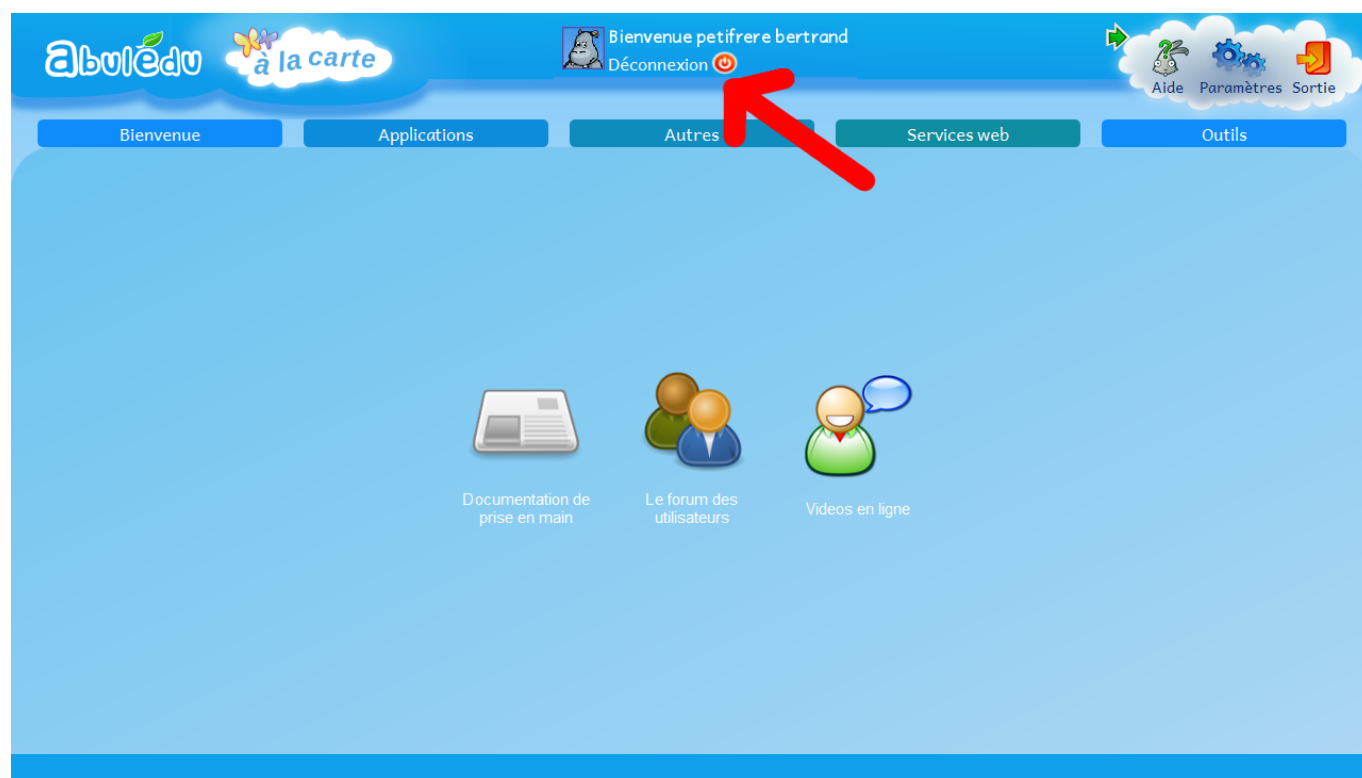 abulÉdu
à la carte
Bienvenue petifrere bertrand
Déconnexion
Aide Paramètres Sortie
Bienvenue Applications Autres Services web Outils
Documentation de
prise en main
Le forum des
utilisateurs
Videos en ligne